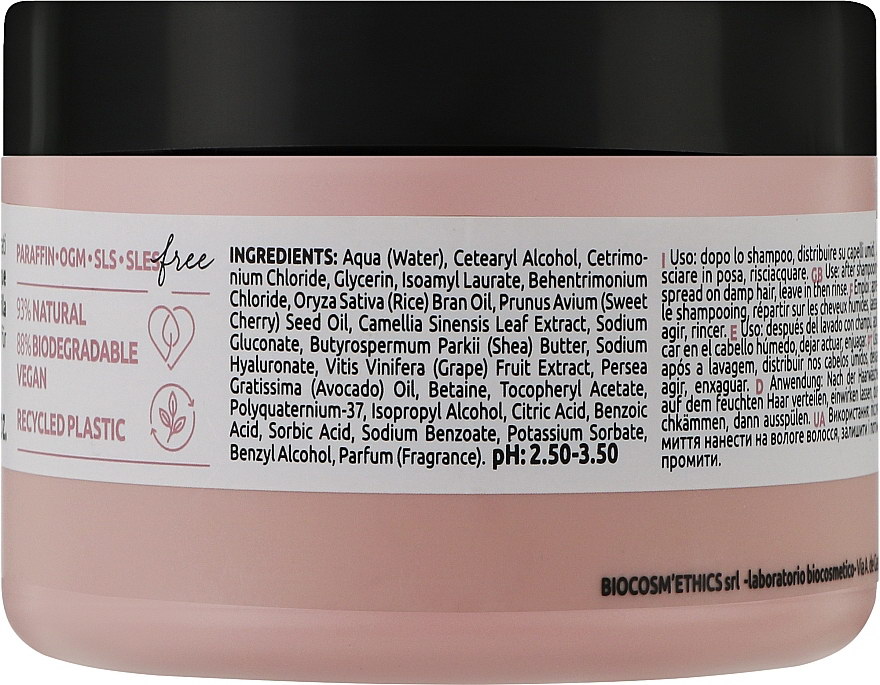 PARAFFIN•OGM•SLS•SLES free
93% NATURAL
88% BIODEGRADABLE
VEGAN
RECYCLED PLASTIC
INGREDIENTS: Aqua (Water), Cetearyl Alcohol, Cetrimo-
nium Chloride, Glycerin, Isoamyl Laurate, Behentrimonium
Chloride, Oryza Sativa (Rice) Bran Oil, Prunus Avium (Sweet
Cherry) Seed Oil, Camellia Sinensis Leaf Extract, Sodium
Gluconate, Butyrospermum Parkii (Shea) Butter, Sodium
Hyaluronate, Vitis Vinifera (Grape) Fruit Extract, Persea
Gratissima (Avocado) Oil, Betaine, Tocopheryl Acetate,
Polyquaternium-37, Isopropyl Alcohol, Citric Acid, Benzoic
Acid, Sorbic Acid, Sodium Benzoate, Potassium Sorbate,
Benzyl Alcohol, Parfum (Fragrance). pH: 2.50-3.50
I Uso: dopo lo shampoo, distribuire su capelli umidi,
sciare in posa, risciacquare. GB Use: after shampoo
spread on damp hair, leave in then rinse. F Emploi: après
le shampooing, répartir sur les cheveux humides, laisser
agir, rincer. E Uso: después del lavado con champú,
car en el cabello húmedo, dejar actuar, enjuagar. PT
após a lavagem, distribuir nos cabelos úmidos,
agir, enxaguar. D Anwendung: Nach der Haarwäsche
auf dem feuchten Haar verteilen, einwirken lassen,
chkämmen, dann ausspülen. UA Використання:
миття нанести на вологе волосся, залишити
промити.
BIOCOSM'ETHICS srl -laboratorio biocosmetico- Via A. de